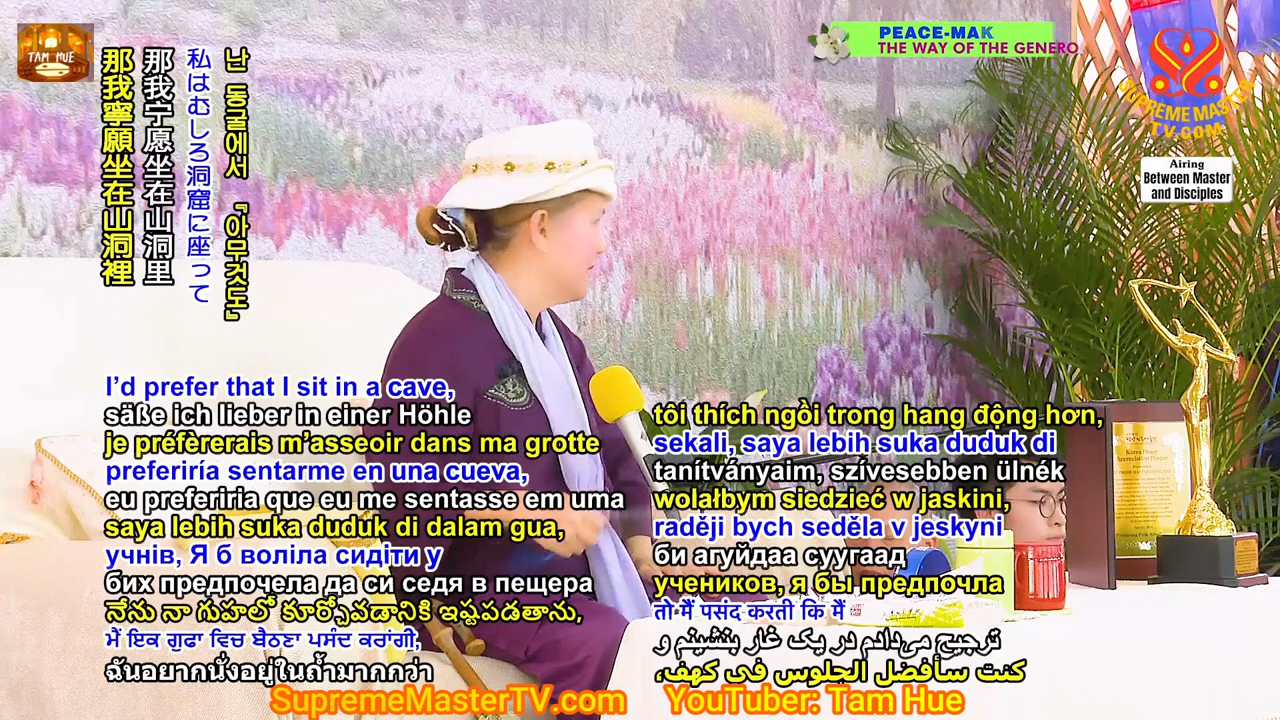 TAM HUE
PEACE-MAK
THE WAY OF THE GENERO
SUPREME MASTER
TV.COM
Airing
Between Master
and Disciples
난 동굴에서 『아무것도』
私はむしろ洞窟に座って
那我宁愿坐在山洞里
那我寧願坐在山洞裡
I'd prefer that I sit in a cave,
säße ich lieber in einer Höhle
je préfèrerais m'asseoir dans ma grotte
preferiría sentarme en una cueva,
eu preferiria que eu me sentasse em uma
saya lebih suka duduk di dalam gua,
учнів, Я б воліла сидіти у
бих предпочела да си седя в пещера
నేను నా గుహలో కూర్చోవడానికి ఇష్టపడతాను,
ਮੈਂ ਇਕ ਗੁਫਾ ਵਿਚ ਬੈਠਣਾ ਪਸੰਦ ਕਰਾਂਗੀ,
ฉันอยากนั่งอยู่ในถ้ำมากกว่า
tôi thích ngồi trong hang động hơn,
sekali, saya lebih suka duduk di
tanítványaim, szívesebben ülnék
wolałbym siedzieć w jaskini,
raději bych seděla v jeskyni
би агуйдаа суугаад
учеников, я бы предпочла
तो मैं पसंद करती कि मैं
ترجیح می‌دادم در یک غار بنشینم و
كنت سأفضل الجلوس في كهف،
Korea Peace
Appreciation Plaque
SupremeMasterTV.com
YouTuber: Tam Hue